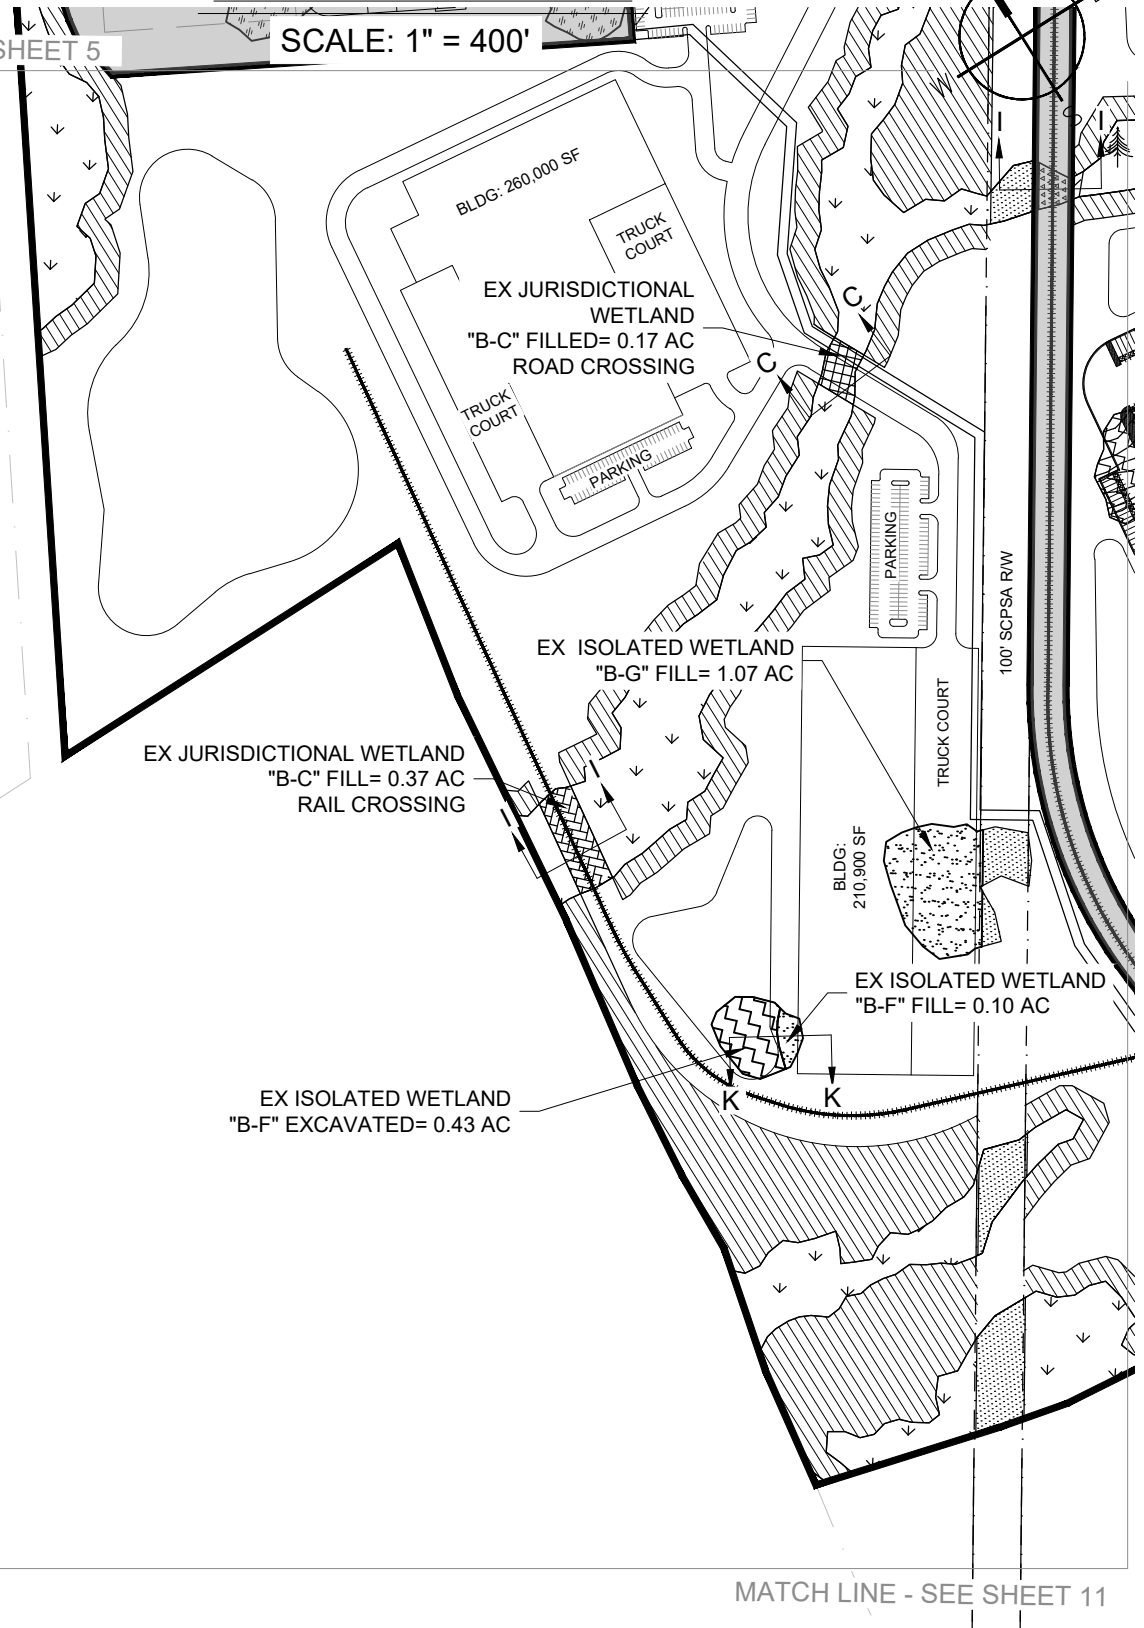 SHEET 5
SCALE: 1" = 400'
W
S
I
I
BLDG: 260,000 SF
TRUCK
COURT
EX JURISDICTIONAL
WETLAND
"B-C" FILLED= 0.17 AC
ROAD CROSSING
C
C
TRUCK
COURT
PARKING
PARKING
100' SCPSA R/W
EX ISOLATED WETLAND
"B-G" FILL= 1.07 AC
TRUCK COURT
EX JURISDICTIONAL WETLAND
"B-C" FILL= 0.37 AC
RAIL CROSSING
I
I
BLDG:
210,900 SF
EX ISOLATED WETLAND
"B-F" FILL= 0.10 AC
EX ISOLATED WETLAND
"B-F" EXCAVATED= 0.43 AC
K
K
MATCH LINE - SEE SHEET 11